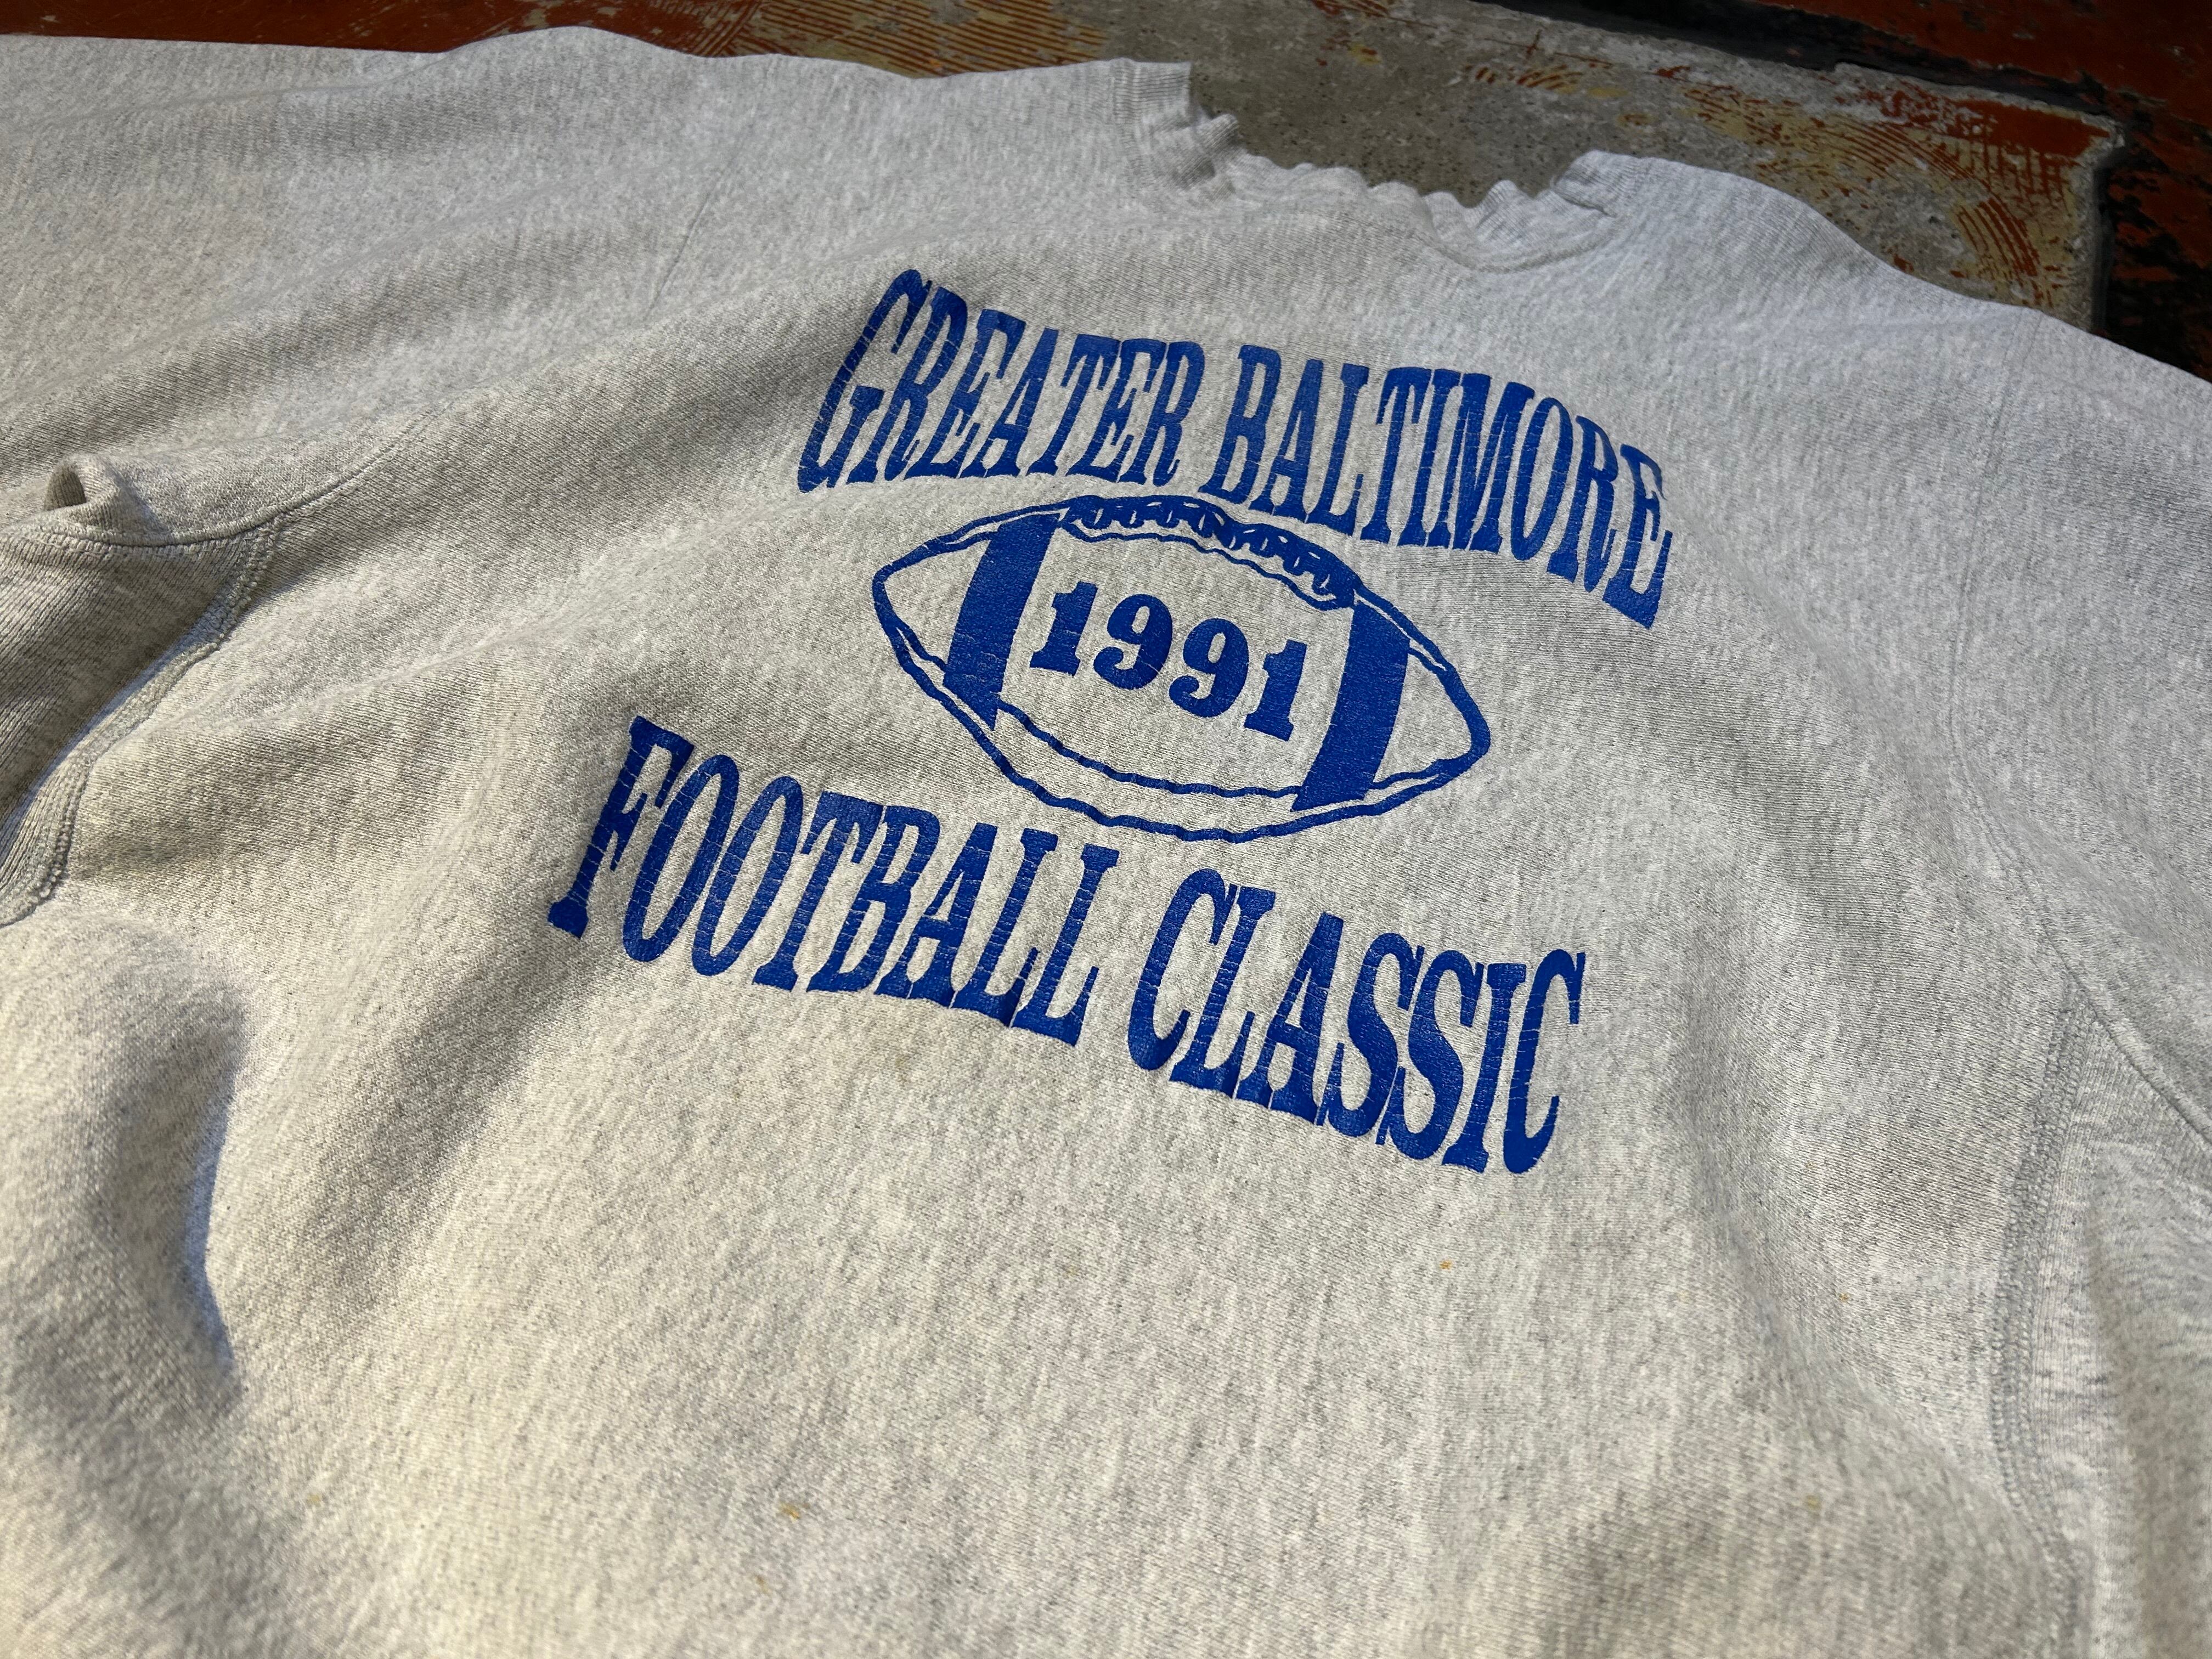 GREATER BALTIMORE
1991
FOOTBALL CLASSIC